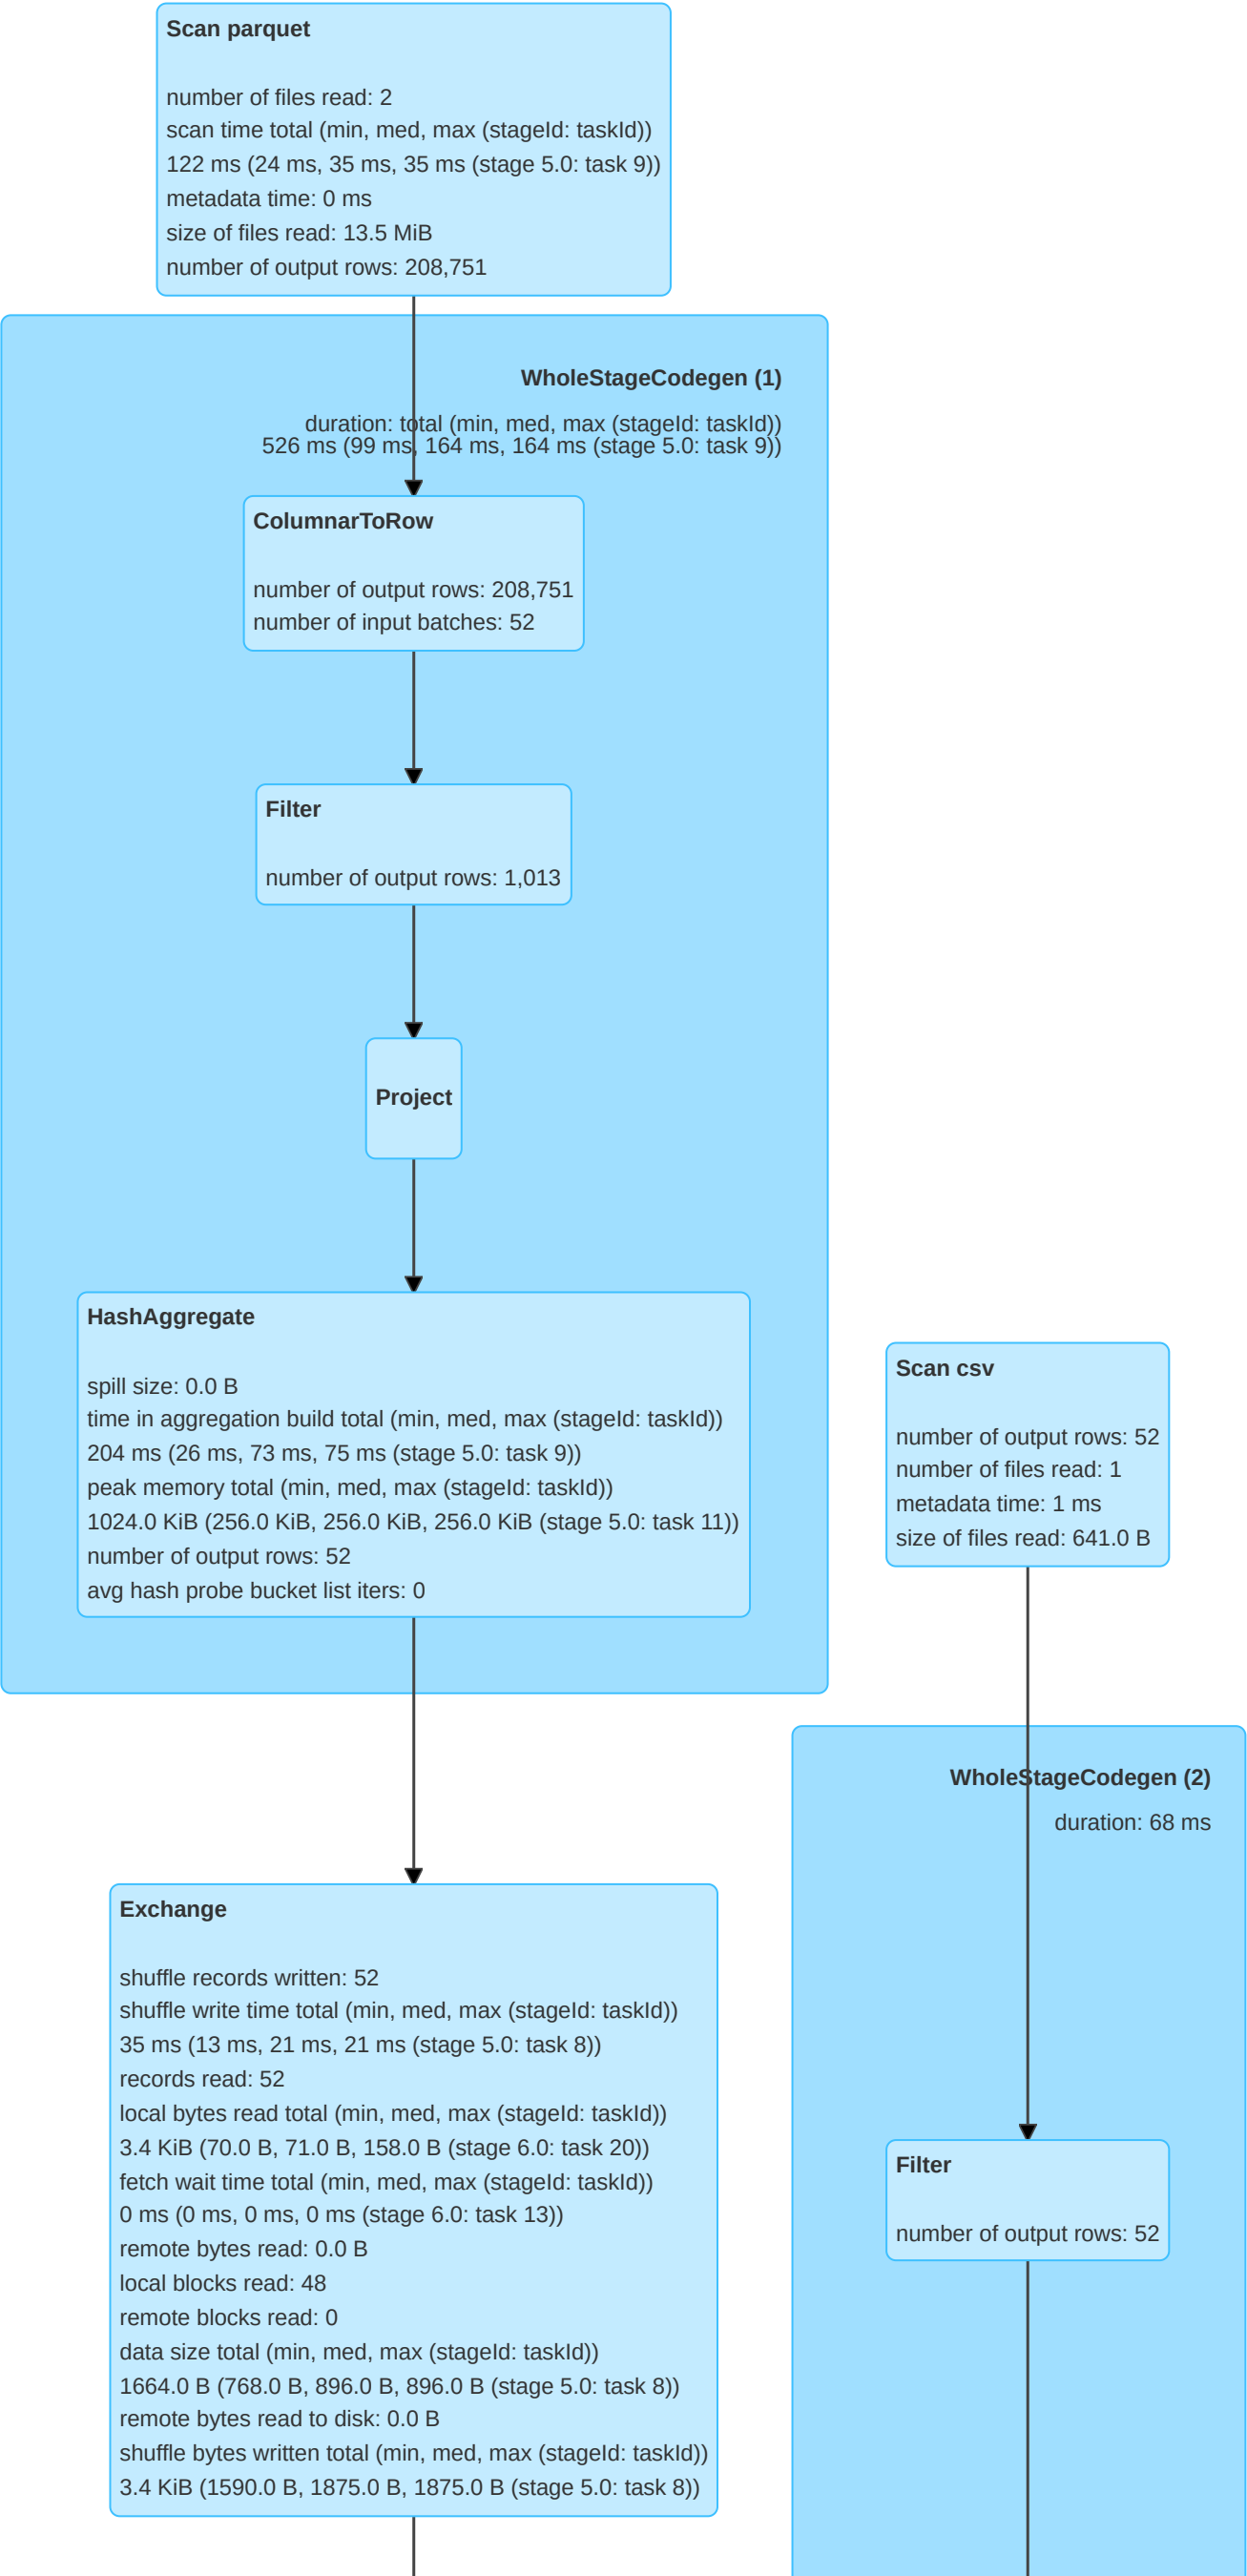 Scan parquet
number of files read: 2
scan time total (min, med, max (stageId: taskId))
122 ms (24 ms, 35 ms, 35 ms (stage 5.0: task 9))
metadata time: 0 ms
size of files read: 13.5 MiB
number of output rows: 208,751
WholeStageCodegen (1)
duration: total (min, med, max (stageId: taskId))
526 ms (99 ms, 164 ms, 164 ms (stage 5.0: task 9))
ColumnarToRow
number of output rows: 208,751
number of input batches: 52
Filter
number of output rows: 1,013
Project
HashAggregate
spill size: 0.0 B
time in aggregation build total (min, med, max (stageId: taskId))
204 ms (26 ms, 73 ms, 75 ms (stage 5.0: task 9))
peak memory total (min, med, max (stageId: taskId))
1024.0 KiB (256.0 KiB, 256.0 KiB, 256.0 KiB (stage 5.0: task 11))
number of output rows: 52
avg hash probe bucket list iters: 0
Scan csv
number of output rows: 52
number of files read: 1
metadata time: 1 ms
size of files read: 641.0 B
WholeStageCodegen (2)
duration: 68 ms
Exchange
shuffle records written: 52
shuffle write time total (min, med, max (stageId: taskId))
35 ms (13 ms, 21 ms, 21 ms (stage 5.0: task 8))
records read: 52
local bytes read total (min, med, max (stageId: taskId))
3.4 KiB (70.0 B, 71.0 B, 158.0 B (stage 6.0: task 20))
fetch wait time total (min, med, max (stageId: taskId))
0 ms (0 ms, 0 ms, 0 ms (stage 6.0: task 13))
remote bytes read: 0.0 B
local blocks read: 48
remote blocks read: 0
data size total (min, med, max (stageId: taskId))
1664.0 B (768.0 B, 896.0 B, 896.0 B (stage 5.0: task 8))
remote bytes read to disk: 0.0 B
shuffle bytes written total (min, med, max (stageId: taskId))
3.4 KiB (1590.0 B, 1875.0 B, 1875.0 B (stage 5.0: task 8))
Filter
number of output rows: 52